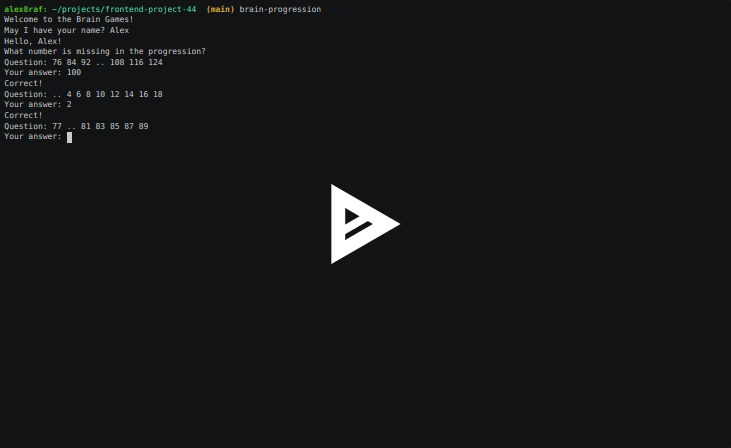 alex8raf: ~/projects/frontend-project-44  (main) brain-progression
Welcome to the Brain Games!
May I have your name? Alex
Hello, Alex!
What number is missing in the progression?
Question: 76 84 92 .. 108 116 124
Your answer: 100
Correct!
Question: .. 4 6 8 10 12 14 16 18
Your answer: 2
Correct!
Question: 77 .. 81 83 85 87 89
Your answer: